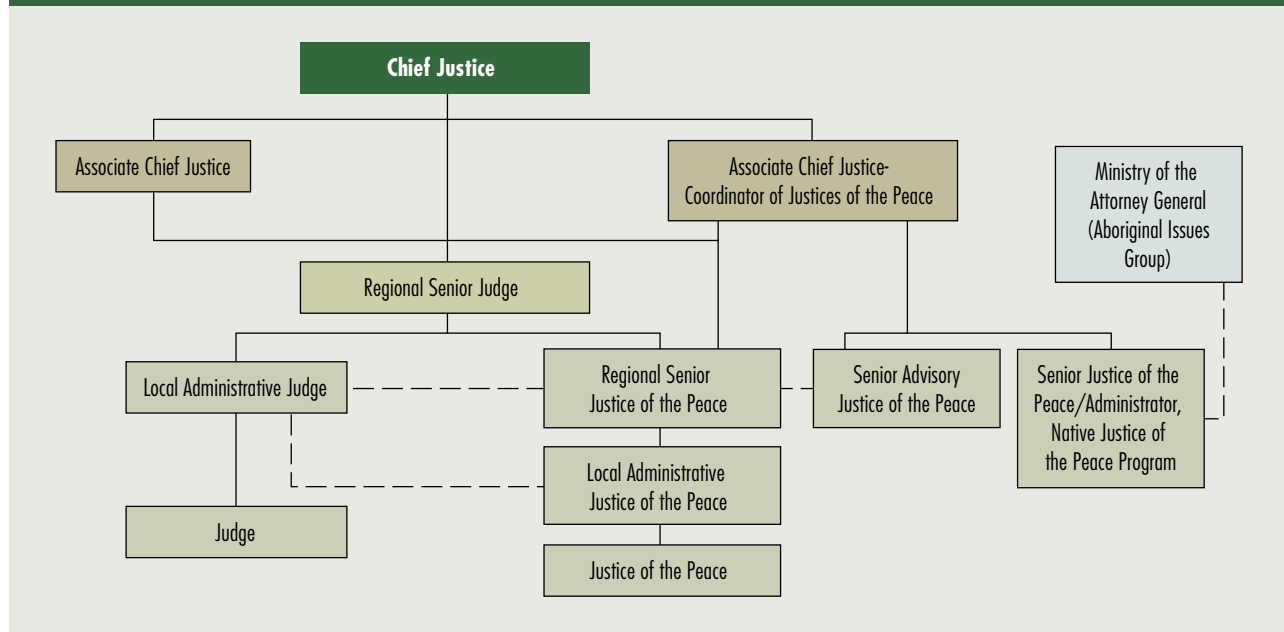 Chief Justice
Associate Chief Justice
Associate Chief Justice-
Coordinator of Justices of the Peace
Ministry of the
Attorney General
(Aboriginal Issues
Group)
Regional Senior Judge
Local Administrative Judge
Regional Senior
Justice of the Peace
Senior Advisory
Justice of the Peace
Senior Justice of the
Peace/Administrator,
Native Justice of
the Peace Program
Local Administrative
Justice of the Peace
Judge
Justice of the Peace